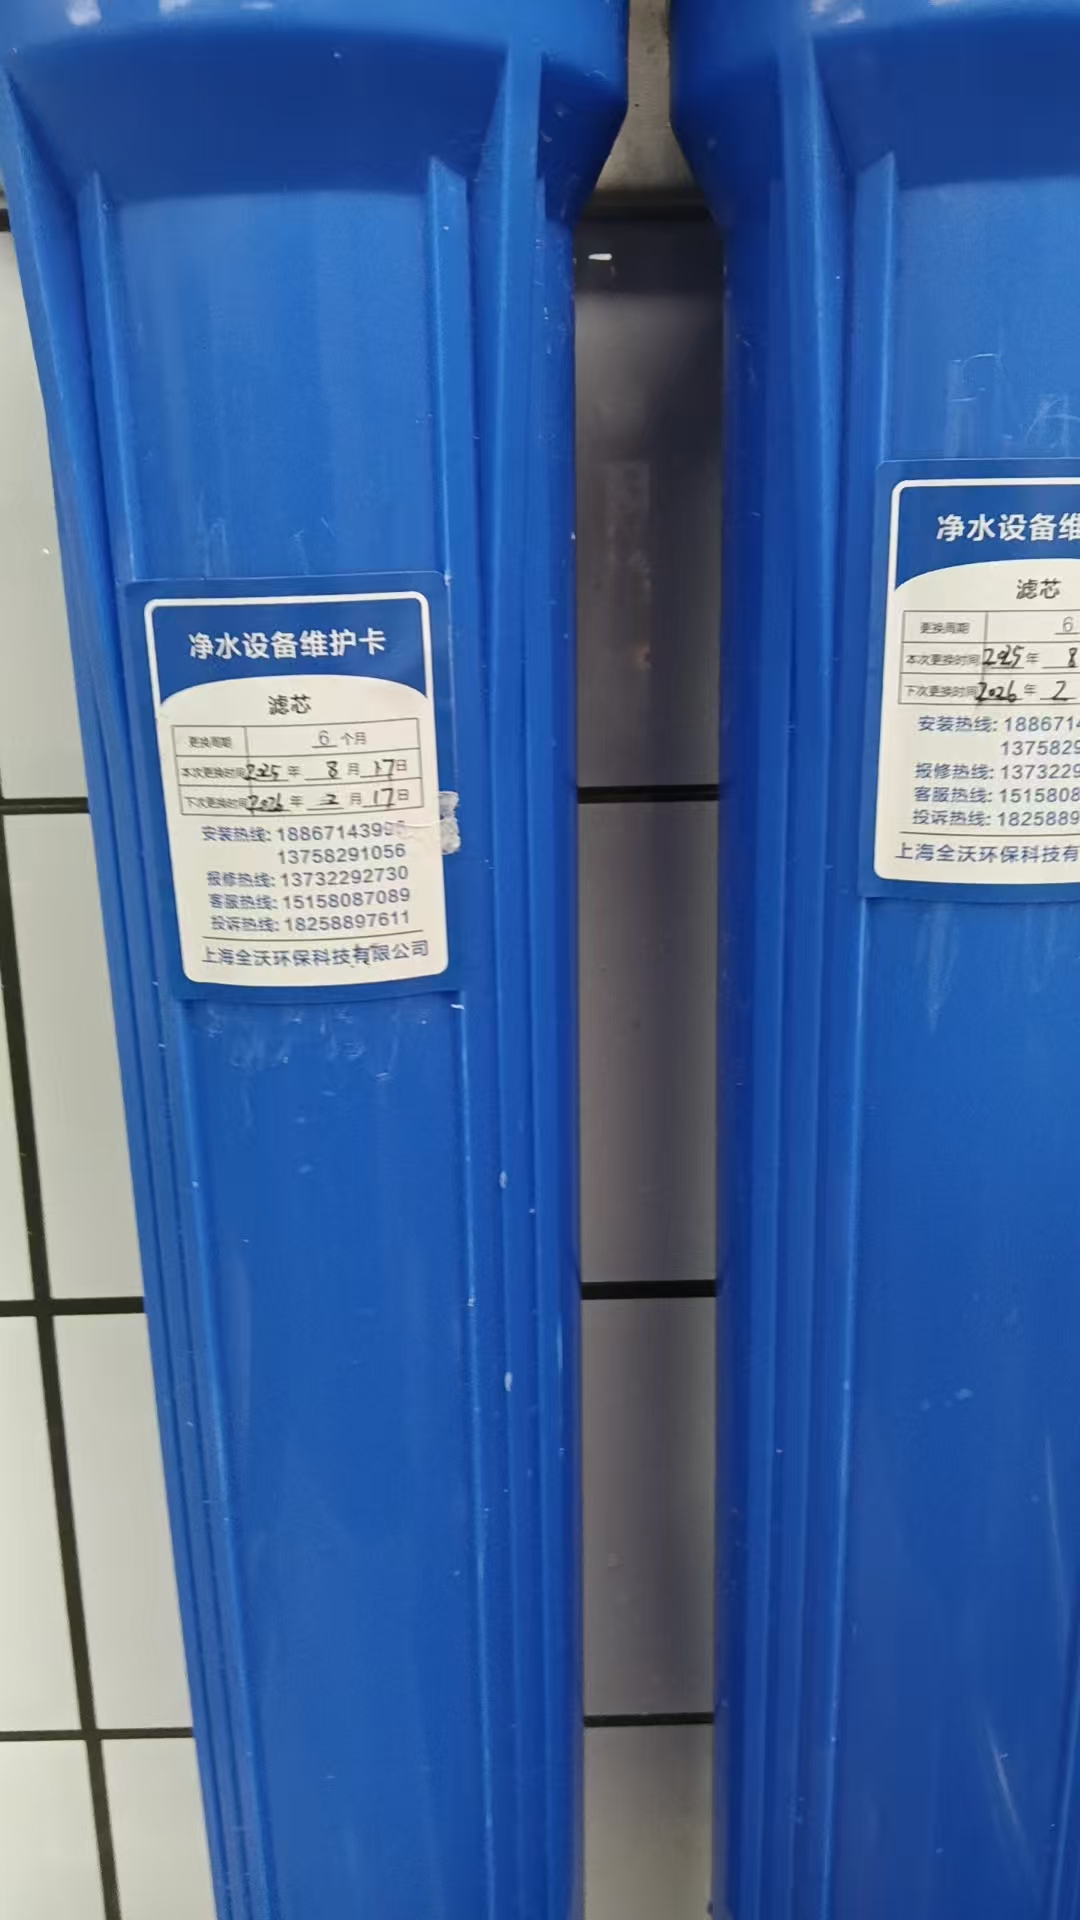 净水设备维护卡
滤芯
更换周期 6 个月
本次更换时间 2025 年 8 月 17 日
下次更换时间 2026 年 2 月 17 日
安装热线: 1886714399
13758291056
报修热线: 13732292730
客服热线: 15158087089
投诉热线: 18258897611
上海全沃环保科技有限公司
净水设备维
滤芯
更换周期 6
本次更换时间 2025 年 8
下次更换时间 2026 年 2
安装热线: 188671
137582
报修热线: 1373229
客服热线: 1515808
投诉热线: 1825889
上海全沃环保科技有